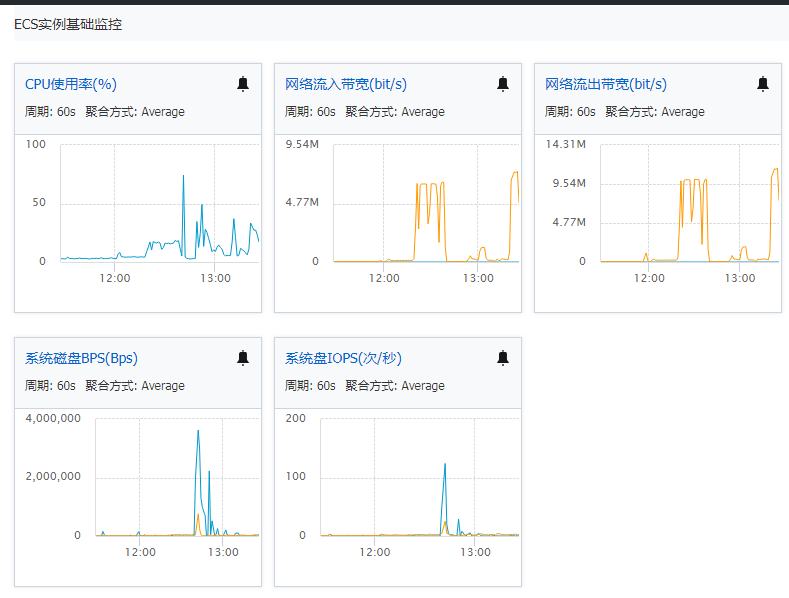 ECS实例基础监控
CPU使用率(%)
周期: 60s 聚合方式: Average
100
50
0
12:00 13:00
网络流入带宽(bit/s)
周期: 60s 聚合方式: Average
9.54M
4.77M
0
12:00 13:00
网络流出带宽(bit/s)
周期: 60s 聚合方式: Average
14.31M
9.54M
4.77M
0
12:00 13:00
系统磁盘BPS(Bps)
周期: 60s 聚合方式: Average
4,000,000
2,000,000
0
12:00 13:00
系统盘IOPS(次/秒)
周期: 60s 聚合方式: Average
200
100
0
12:00 13:00